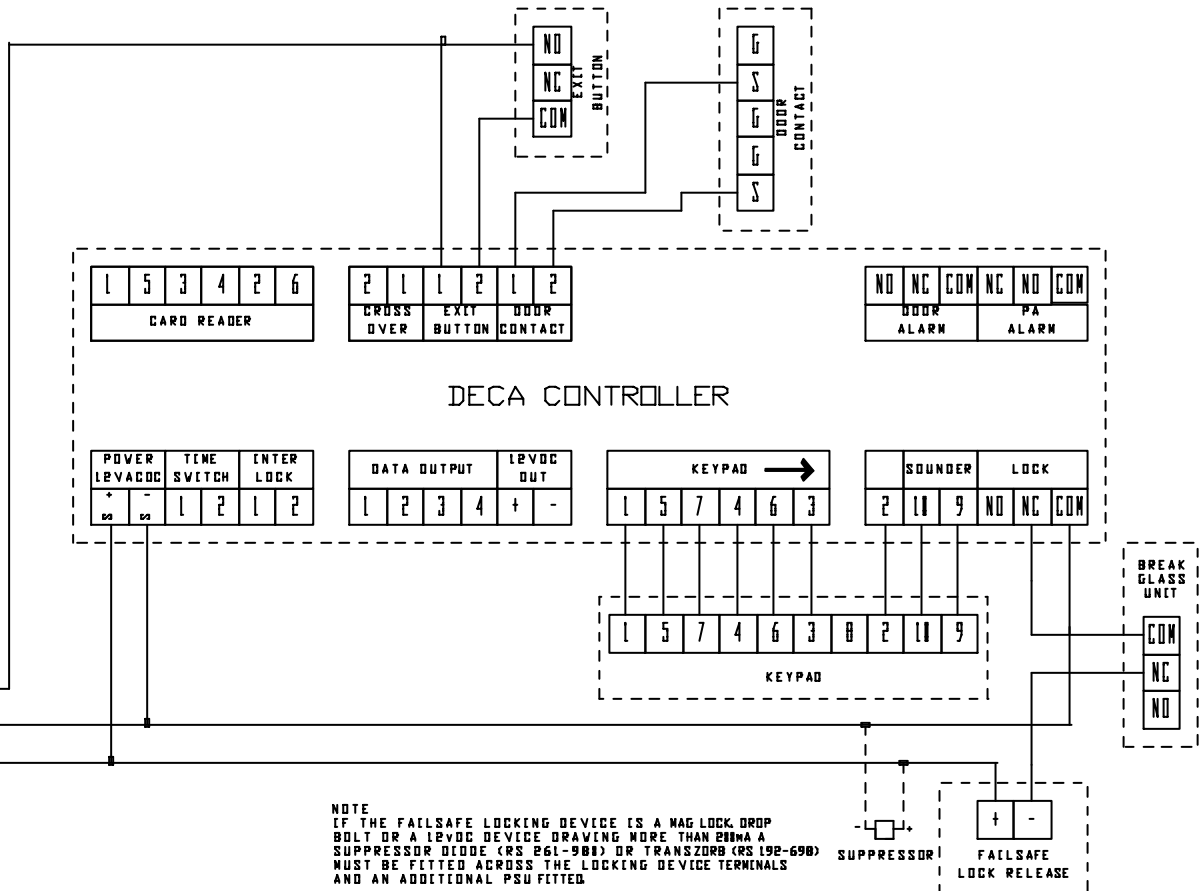 NO
NC
COM
EXIT
BUTTON
G
S
G
G
S
DOOR
CONTACT
1 5 3 4 2 6
CARD READER
2 1 1 2 1 2
CROSS OVER
EXIT BUTTON
DOOR CONTACT
NO NC COM NC NO COM
DOOR ALARM
PA ALARM
DECA CONTROLLER
POWER 12VACDC
TIME SWITCH
INTER LOCK
+ -
1 2 1 2
DATA OUTPUT
12VDC OUT
1 2 3 4 + -
KEYPAD
1 5 7 4 6 3
SOUNDER
LOCK
2 10 9 NO NC COM
1 5 7 4 6 3 8 2 10 9
KEYPAD
BREAK
GLASS
UNIT
COM
NC
NO
NOTE
IF THE FAILSAFE LOCKING DEVICE IS A MAG LOCK, DROP
BOLT OR A 12vDC DEVICE DRAWING MORE THAN 200mA A
SUPPRESSOR DIODE (RS 261-980) OR TRANSZORB (RS 192-698)
MUST BE FITTED ACROSS THE LOCKING DEVICE TERMINALS
AND AN ADDITIONAL PSU FITTED.
- +
SUPPRESSOR
+ -
FAILSAFE
LOCK RELEASE